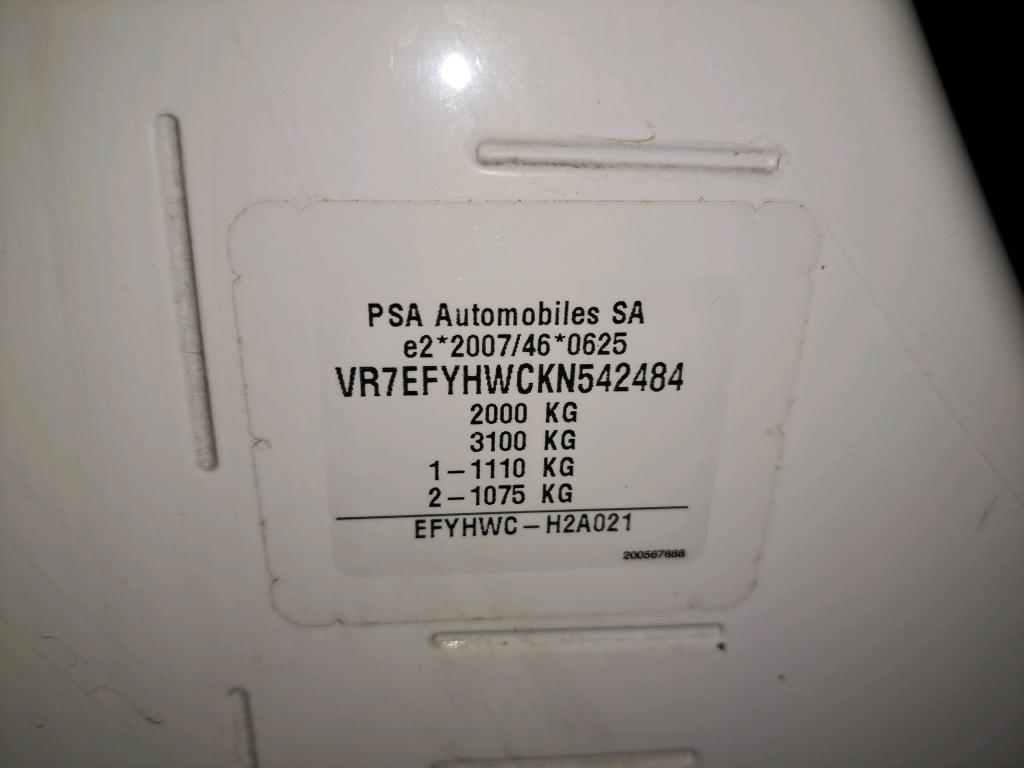 PSA Automobiles SA
e2*2007/46*0625
VR7EFYHWCKN542484
2000 KG
3100 KG
1-1110 KG
2-1075 KG
EFYHWC-H2A021
200567888